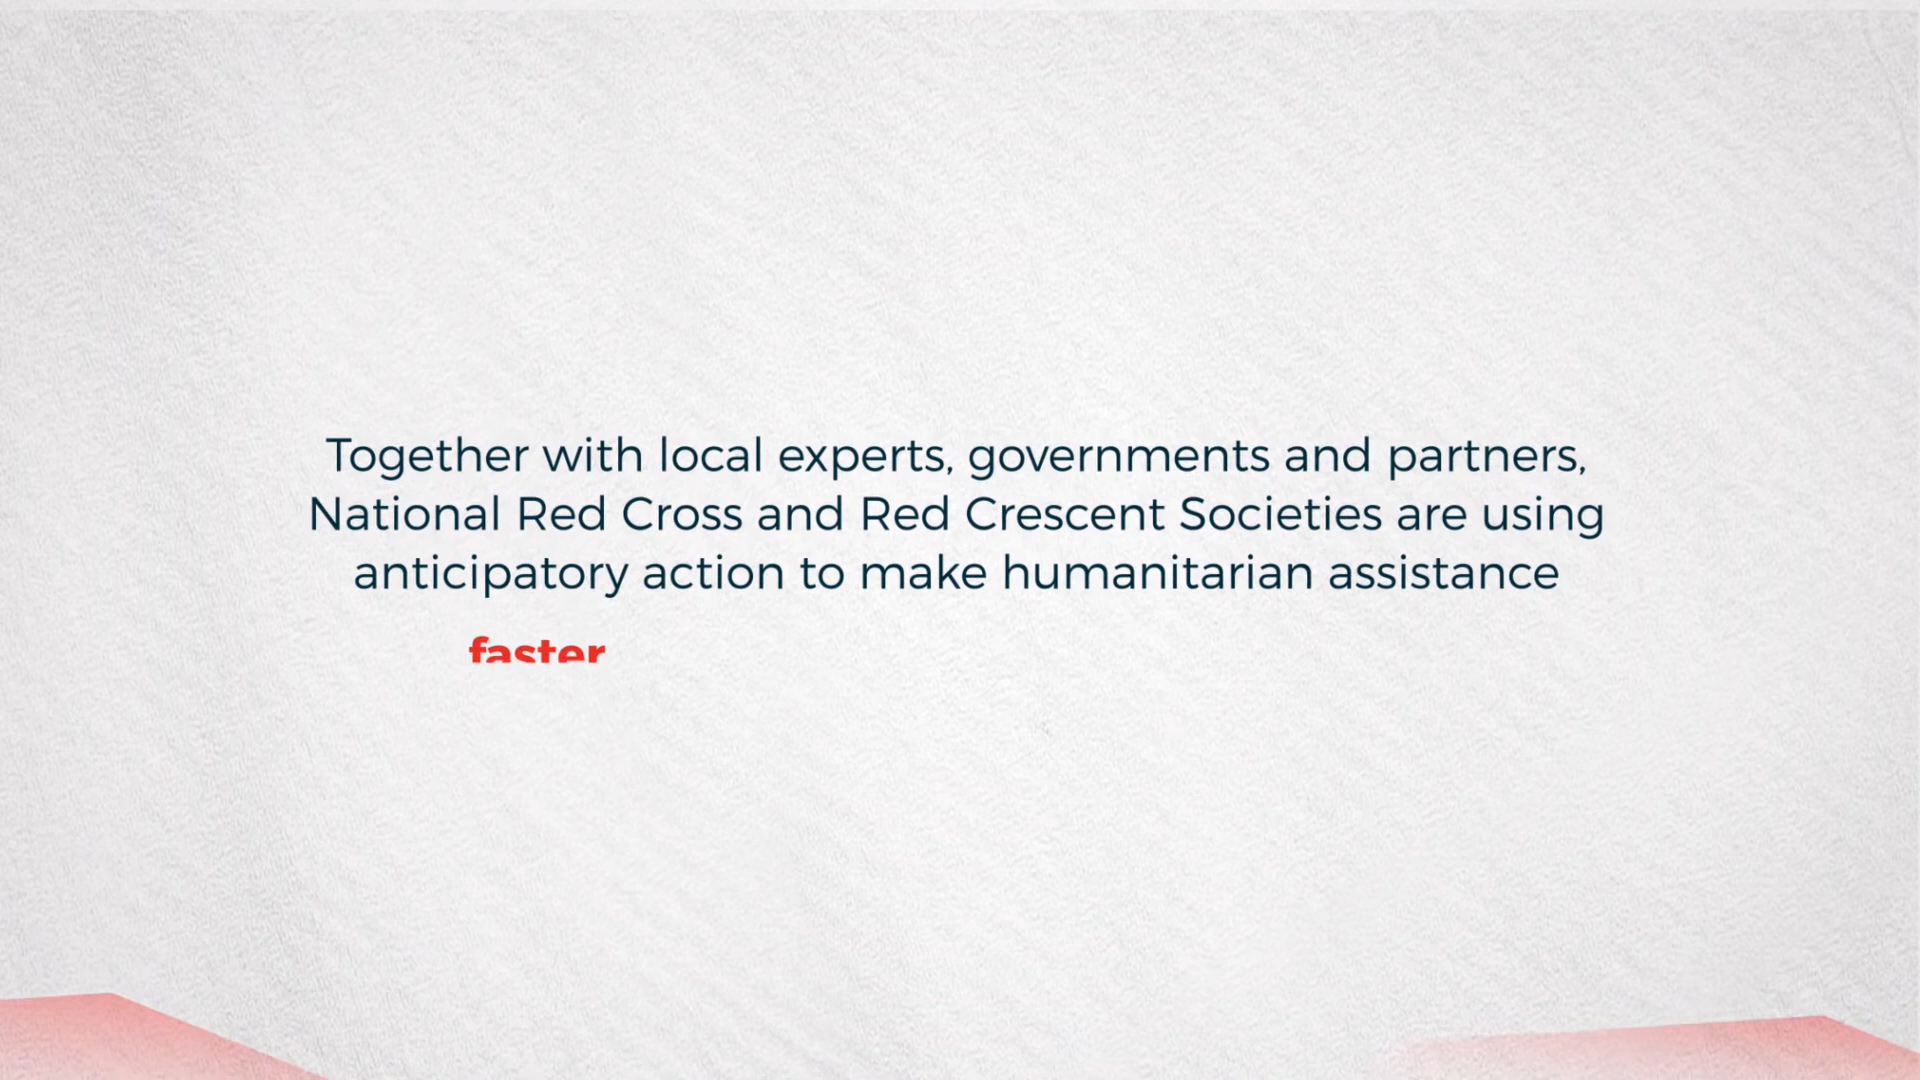 Together with local experts, governments and partners,
National Red Cross and Red Crescent Societies are using
anticipatory action to make humanitarian assistance
faster